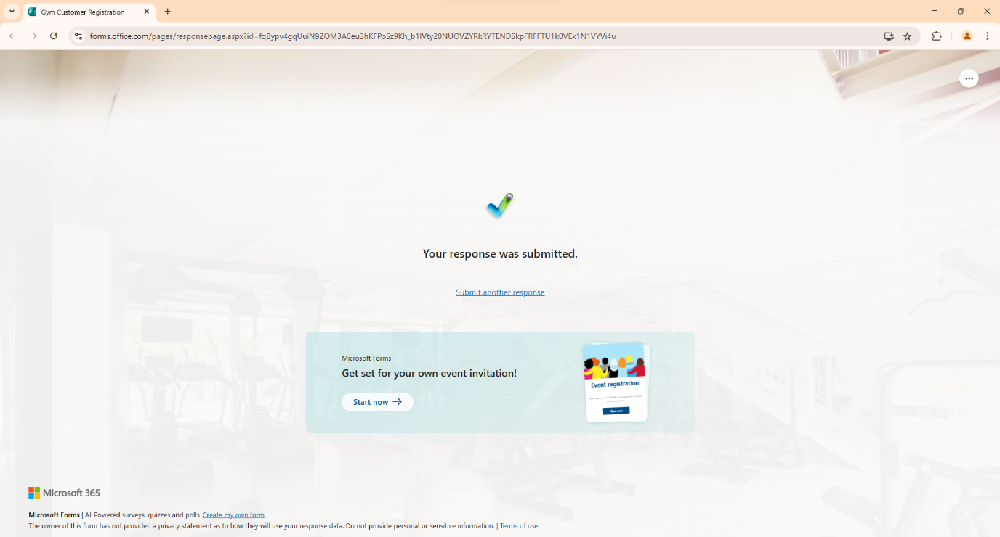 Gym Customer Registration
forms.office.com/pages/responsepage.aspx?id=fqBypv4gqUuiN9ZOM3A0eu3hKFPoSz9Kh_b1IVty28NUOVZYRkRYTENDSkpFRFFTU1k0VEk1N1VYVi4u
Your response was submitted.
Submit another response
Microsoft Forms
Get set for your own event invitation!
Start now
Event registration
Start now
Microsoft 365
Microsoft Forms | AI-Powered surveys, quizzes and polls Create my own form
The owner of this form has not provided a privacy statement as to how they will use your response data. Do not provide personal or sensitive information. | Terms of use